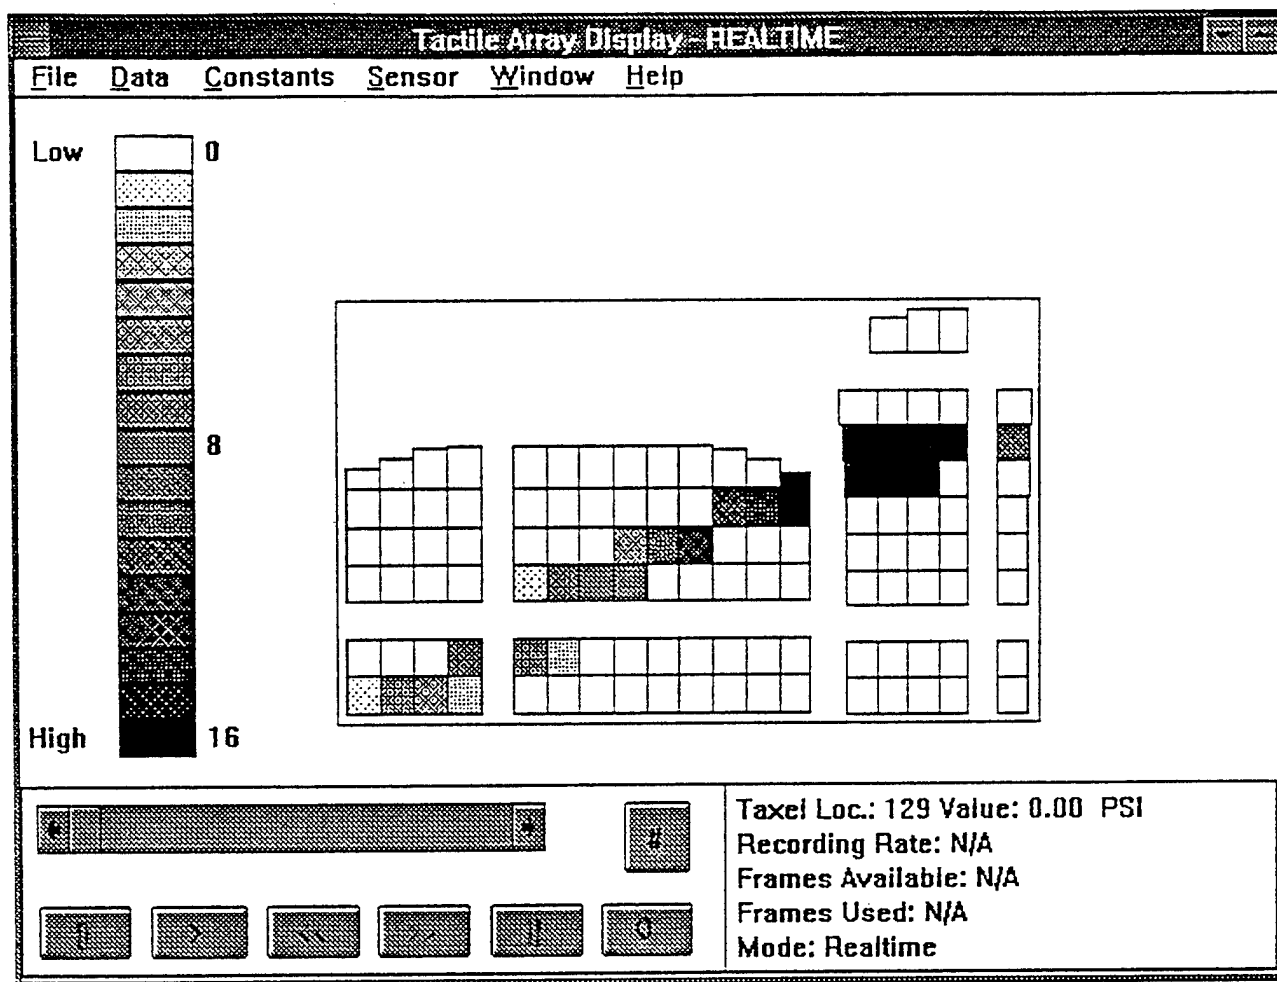 Tactile Array Display - REALTIME
File Data Constants Sensor Window Help
Low 0
8
High 16
#
Taxel Loc.: 129 Value: 0.00 PSI
Recording Rate: N/A
Frames Available: N/A
Frames Used: N/A
Mode: Realtime